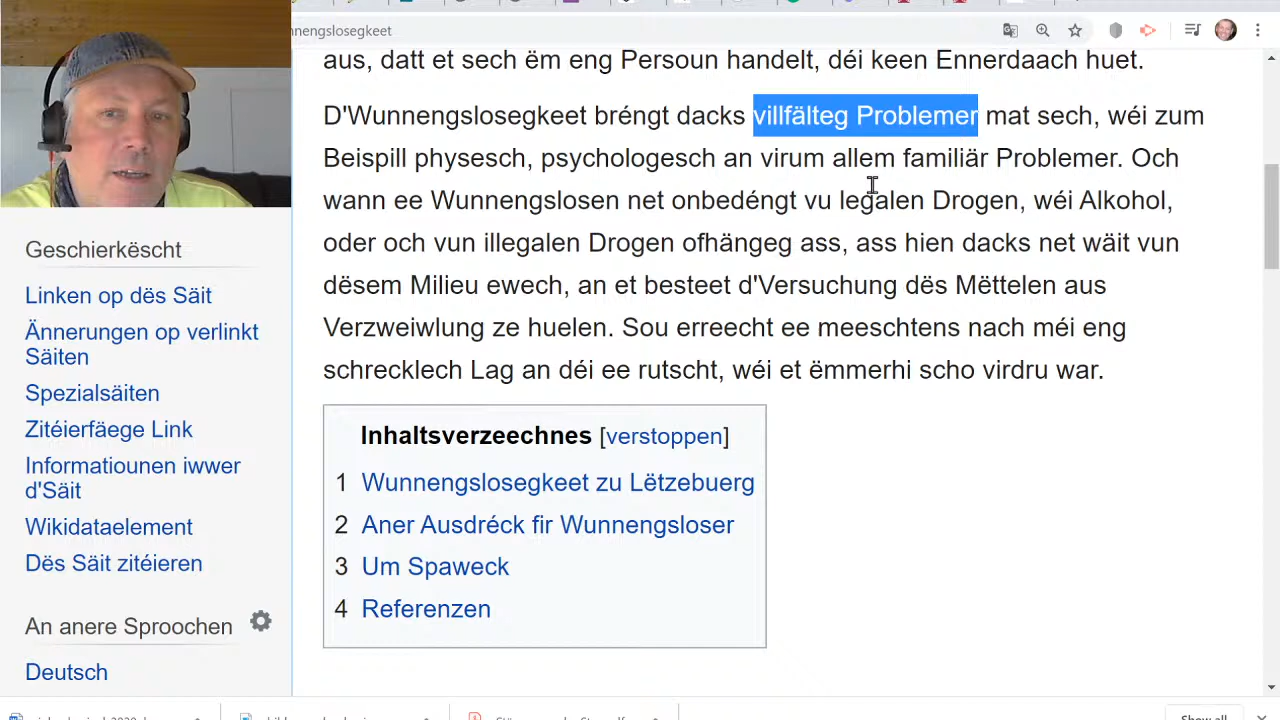 nengslosegkeet
aus, datt et sech ëm eng Persoun handelt, déi keen Ennerdaach huet.
D'Wunnengslosegkeet bréngt dacks villfälteg Problemer mat sech, wéi zum
Beispill physesch, psychologesch an virum allem familiär Problemer. Och
wann ee Wunnengslosen net onbedéngt vu legalen Drogen, wéi Alkohol,
oder och vun illegalen Drogen ofhängeg ass, ass hien dacks net wäit vun
dësem Milieu ewech, an et besteet d'Versuchung dës Mëttelen aus
Verzweiwlung ze huelen. Sou erreecht ee meeschtens nach méi eng
schrecklech Lag an déi ee rutscht, wéi et ëmmerhi scho virdru war.
Geschierkëscht
Linken op dës Säit
Ännerungen op verlinkt
Säiten
Spezialsäiten
Zitéierfäege Link
Informatiounen iwwer
d'Säit
Wikidataelement
Dës Säit zitéieren
An anere Sproochen
Deutsch
Inhaltsverzeechnes [verstoppen]
1 Wunnengslosegkeet zu Lëtzebuerg
2 Aner Ausdréck fir Wunnengsloser
3 Um Spaweck
4 Referenzen
Show all